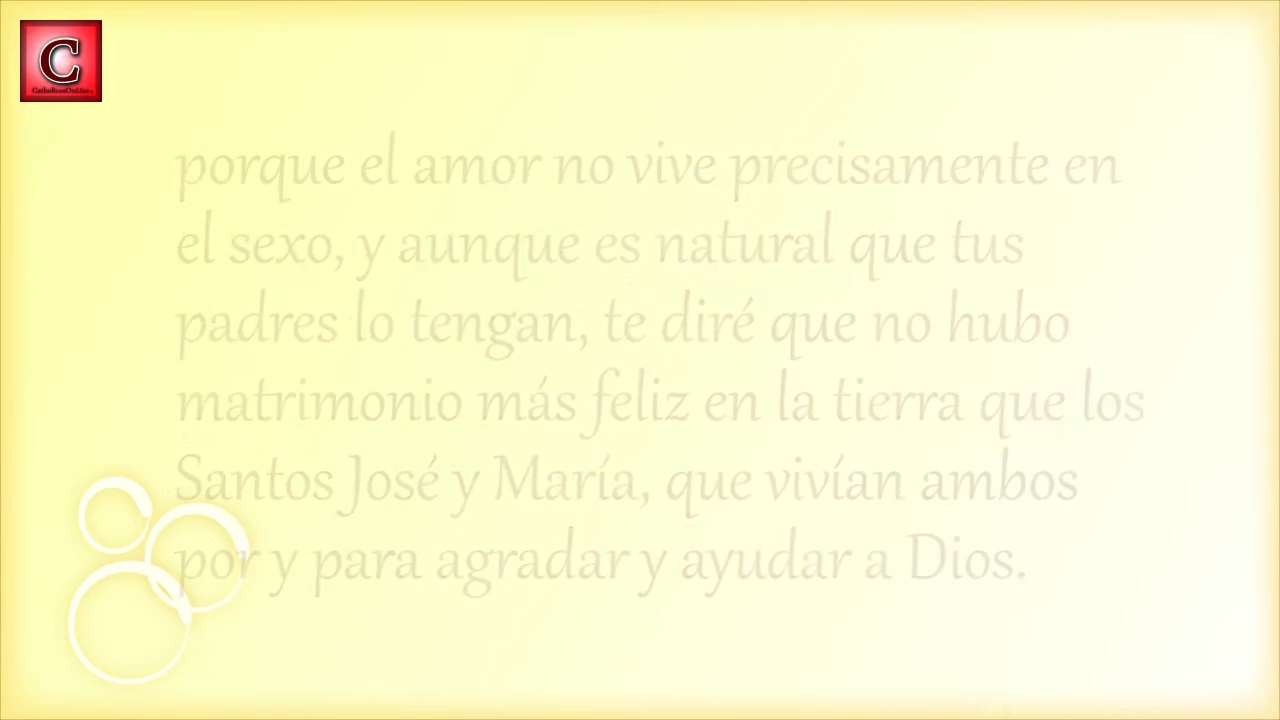 C
CatholicosOnLine
porque el amor no vive precisamente en
el sexo, y aunque es natural que tus
padres lo tengan, te diré que no hubo
matrimonio más feliz en la tierra que los
Santos José y María, que vivían ambos
por y para agradar y ayudar a Dios.